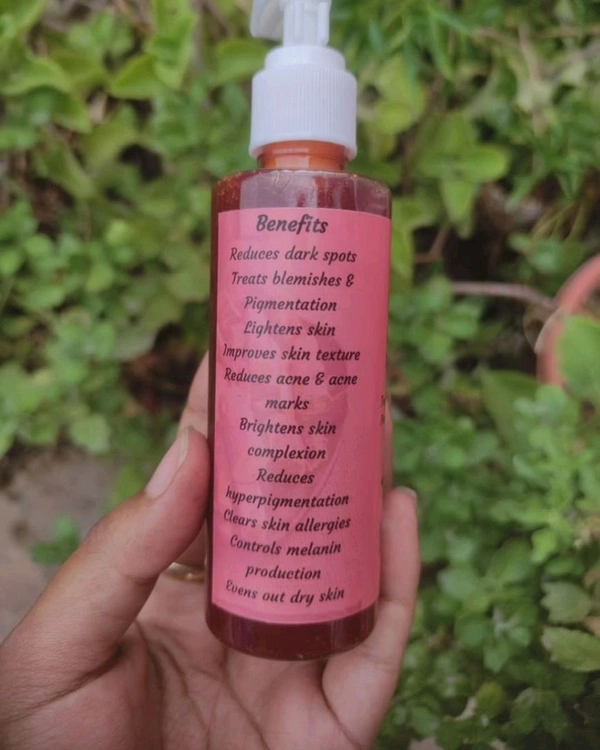 Benefits
Reduces dark spots
Treats blemishes &
Pigmentation
Lightens skin
Improves skin texture
Reduces acne & acne
marks
Brightens skin
complexion
Reduces
hyperpigmentation
Clears skin allergies
Controls melanin
production
Evens out dry skin